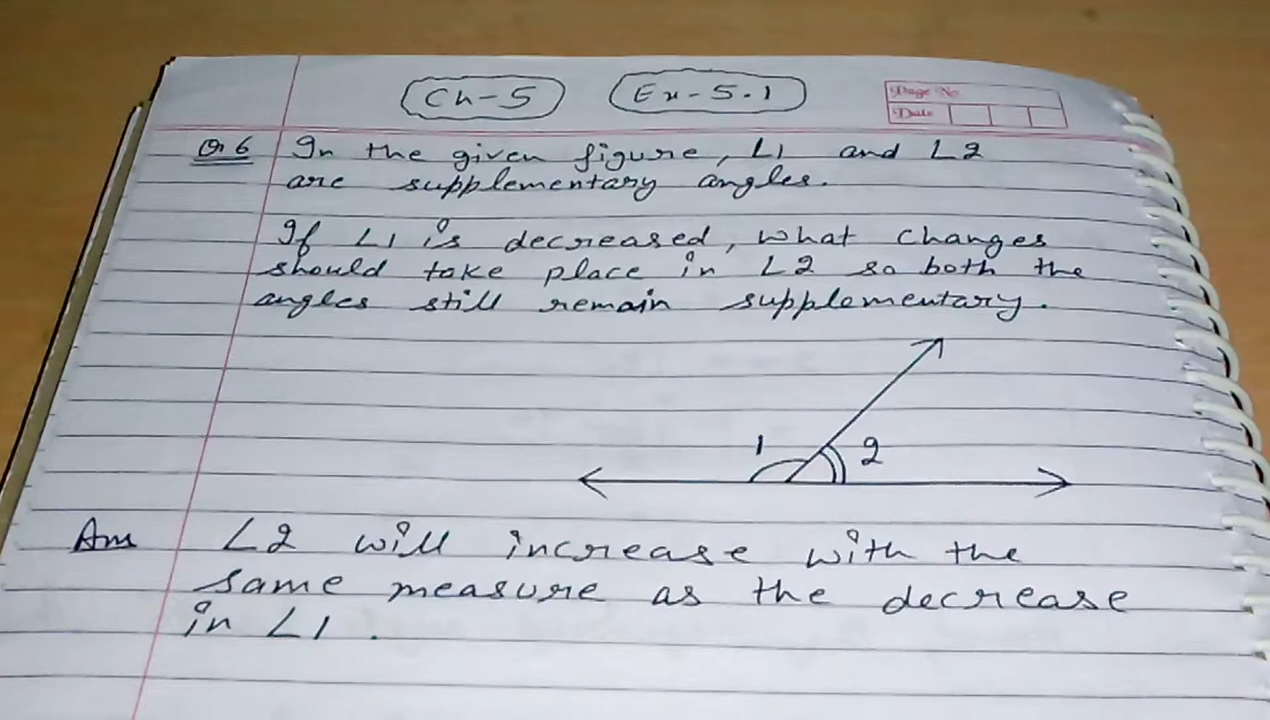 Ch-5 Ex-5.1
Page No.
Date
Q.6 In the given figure, ∠1 and ∠2
are supplementary angles.
If ∠1 is decreased, what changes
should take place in ∠2 so both the
angles still remain supplementary.
1 2
Ans ∠2 will increase with the
same measure as the decrease
in ∠1.